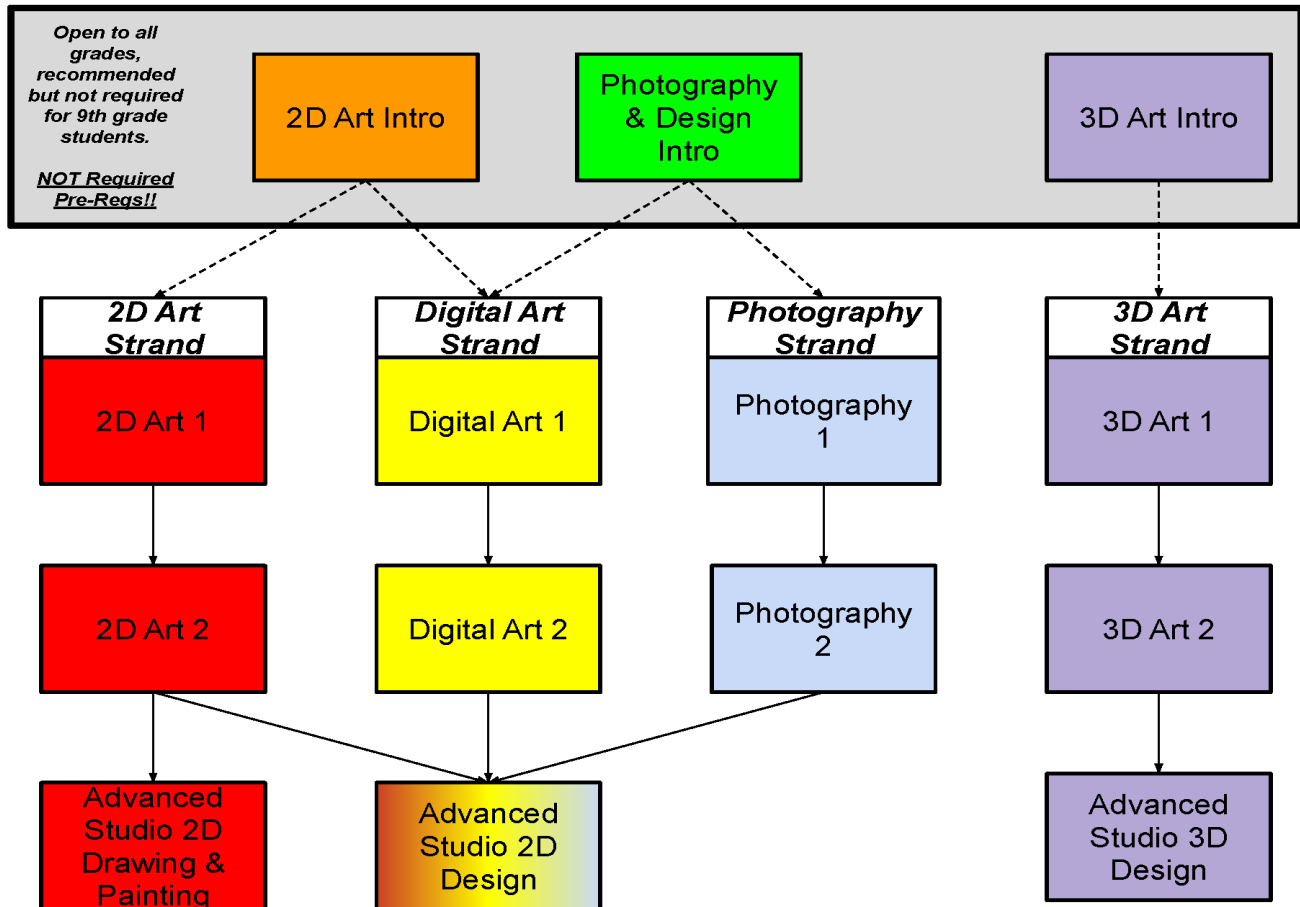 Open to all
grades,
recommended
but not required
for 9th grade
students.
NOT Required
Pre-Reqs!!
2D Art Intro
Photography
& Design
Intro
3D Art Intro
2D Art
Strand
Digital Art
Strand
Photography
Strand
3D Art
Strand
2D Art 1
Digital Art 1
Photography
1
3D Art 1
2D Art 2
Digital Art 2
Photography
2
3D Art 2
Advanced
Studio 2D
Drawing &
Painting
Advanced
Studio 2D
Design
Advanced
Studio 3D
Design